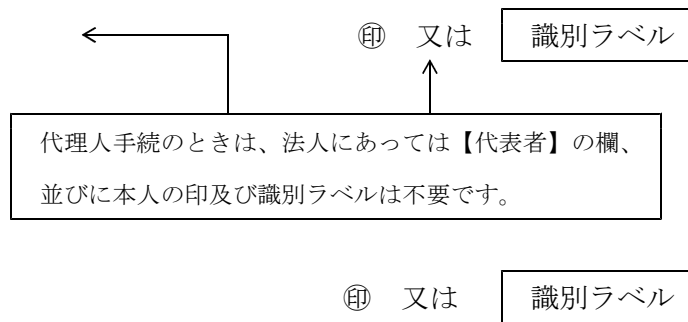 ㊞ 又は 識別ラベル
代理人手続のときは、法人にあっては【代表者】の欄、
並びに本人の印及び識別ラベルは不要です。
㊞ 又は 識別ラベル